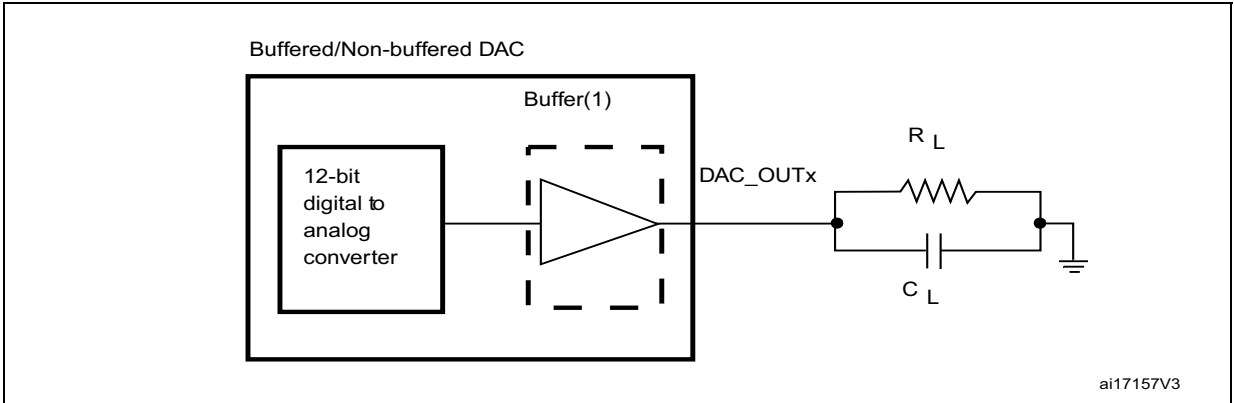 Buffered/Non-buffered DAC
Buffer(1)
12-bit
digital to
analog
converter
DAC_OUTx
R L
C L
ai17157V3